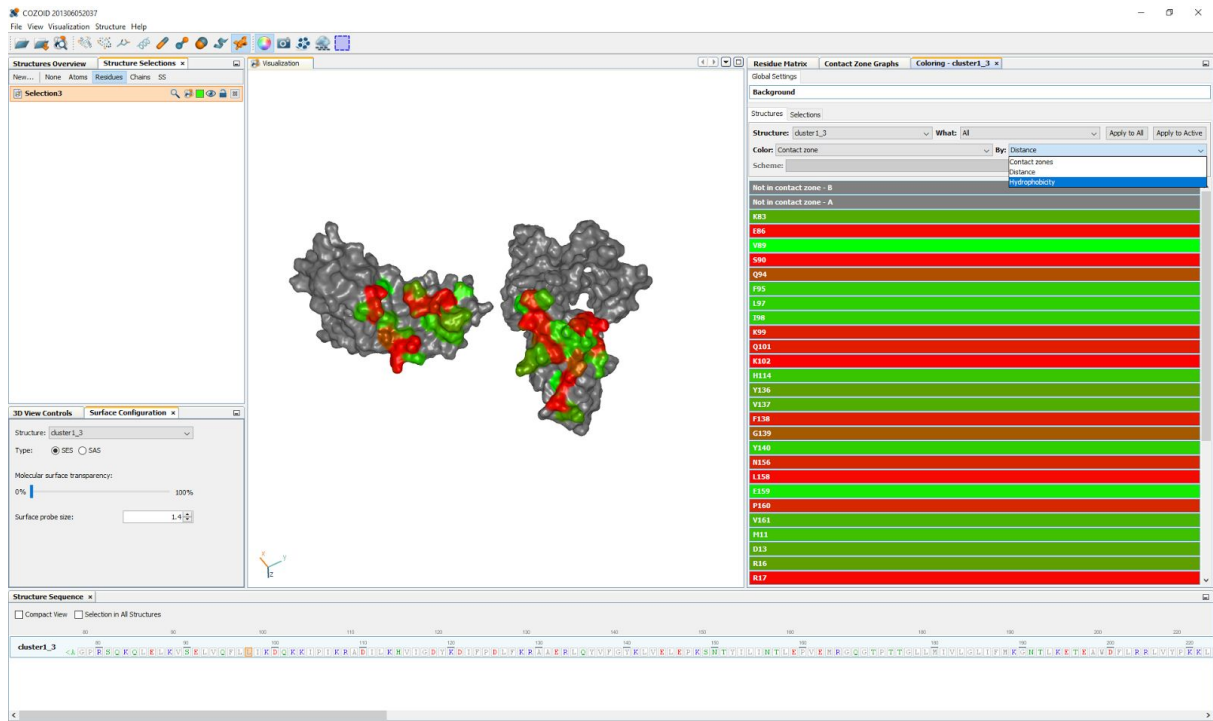 COZOID 201306052037
File View Visualization Structure Help
Structures Overview Structure Selections ×
New... None Atoms Residues Chains SS
Selection3
3D View Controls Surface Configuration ×
Structure: cluster1_3
Type: SES SAS
Molecular surface transparency:
0% 100%
Surface probe size: 1.4
Visualization
X Y
Z
Residue Matrix Contact Zone Graphs Coloring - cluster1_3 ×
Global Settings
Background
Structures Selections
Structure: cluster1_3 What: All Apply to All Apply to Active
Color: Contact zone By: Distance
Scheme:
Contact zones
Distance
Hydrophobicity
Not in contact zone - B
Not in contact zone - A
K83
E86
V89
S90
Q94
F95
L97
I98
K99
Q101
K102
H114
Y136
V137
F138
G139
Y140
N156
L158
E159
P160
V161
M11
D13
R16
R17
Structure Sequence ×
Compact View Selection in All Structures
cluster1_3